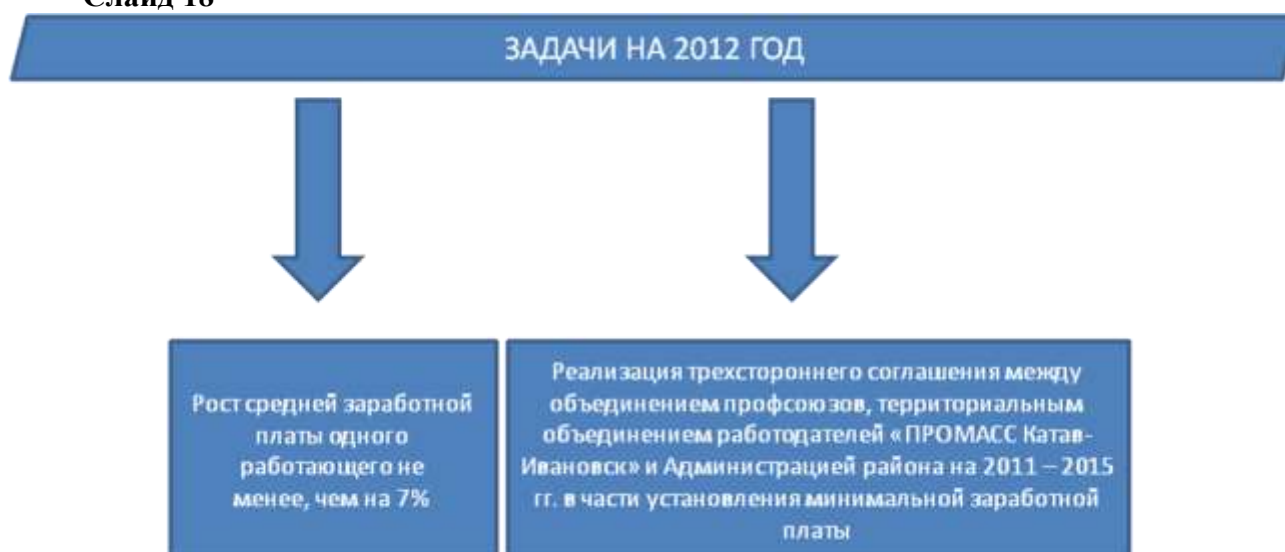 Слайд 18
ЗАДАЧИ НА 2012 ГОД
Рост средней заработной
платы одного
работающего не
менее, чем на 7%
Реализация трехстороннего соглашения между
объединением профсоюзов, территориальным
объединением работодателей «ПРОМАСС Катав-
Ивановск» и Администрацией района на 2011 – 2015
гг. в части установления минимальной заработной
платы